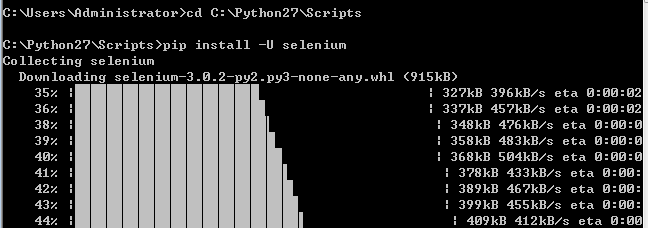 C:\Users\Administrator>cd C:\Python27\Scripts
C:\Python27\Scripts>pip install -U selenium
Collecting selenium
Downloading selenium-3.0.2-py2.py3-none-any.whl (915kB)
35% | | 327kB 396kB/s eta 0:00:02
36% | | 337kB 457kB/s eta 0:00:02
38% | | 348kB 476kB/s eta 0:00:0
39% | | 358kB 483kB/s eta 0:00:0
40% | | 368kB 504kB/s eta 0:00:0
41% | | 378kB 433kB/s eta 0:00:
42% | | 389kB 467kB/s eta 0:00:
43% | | 399kB 455kB/s eta 0:00:
44% | | 409kB 412kB/s eta 0:00